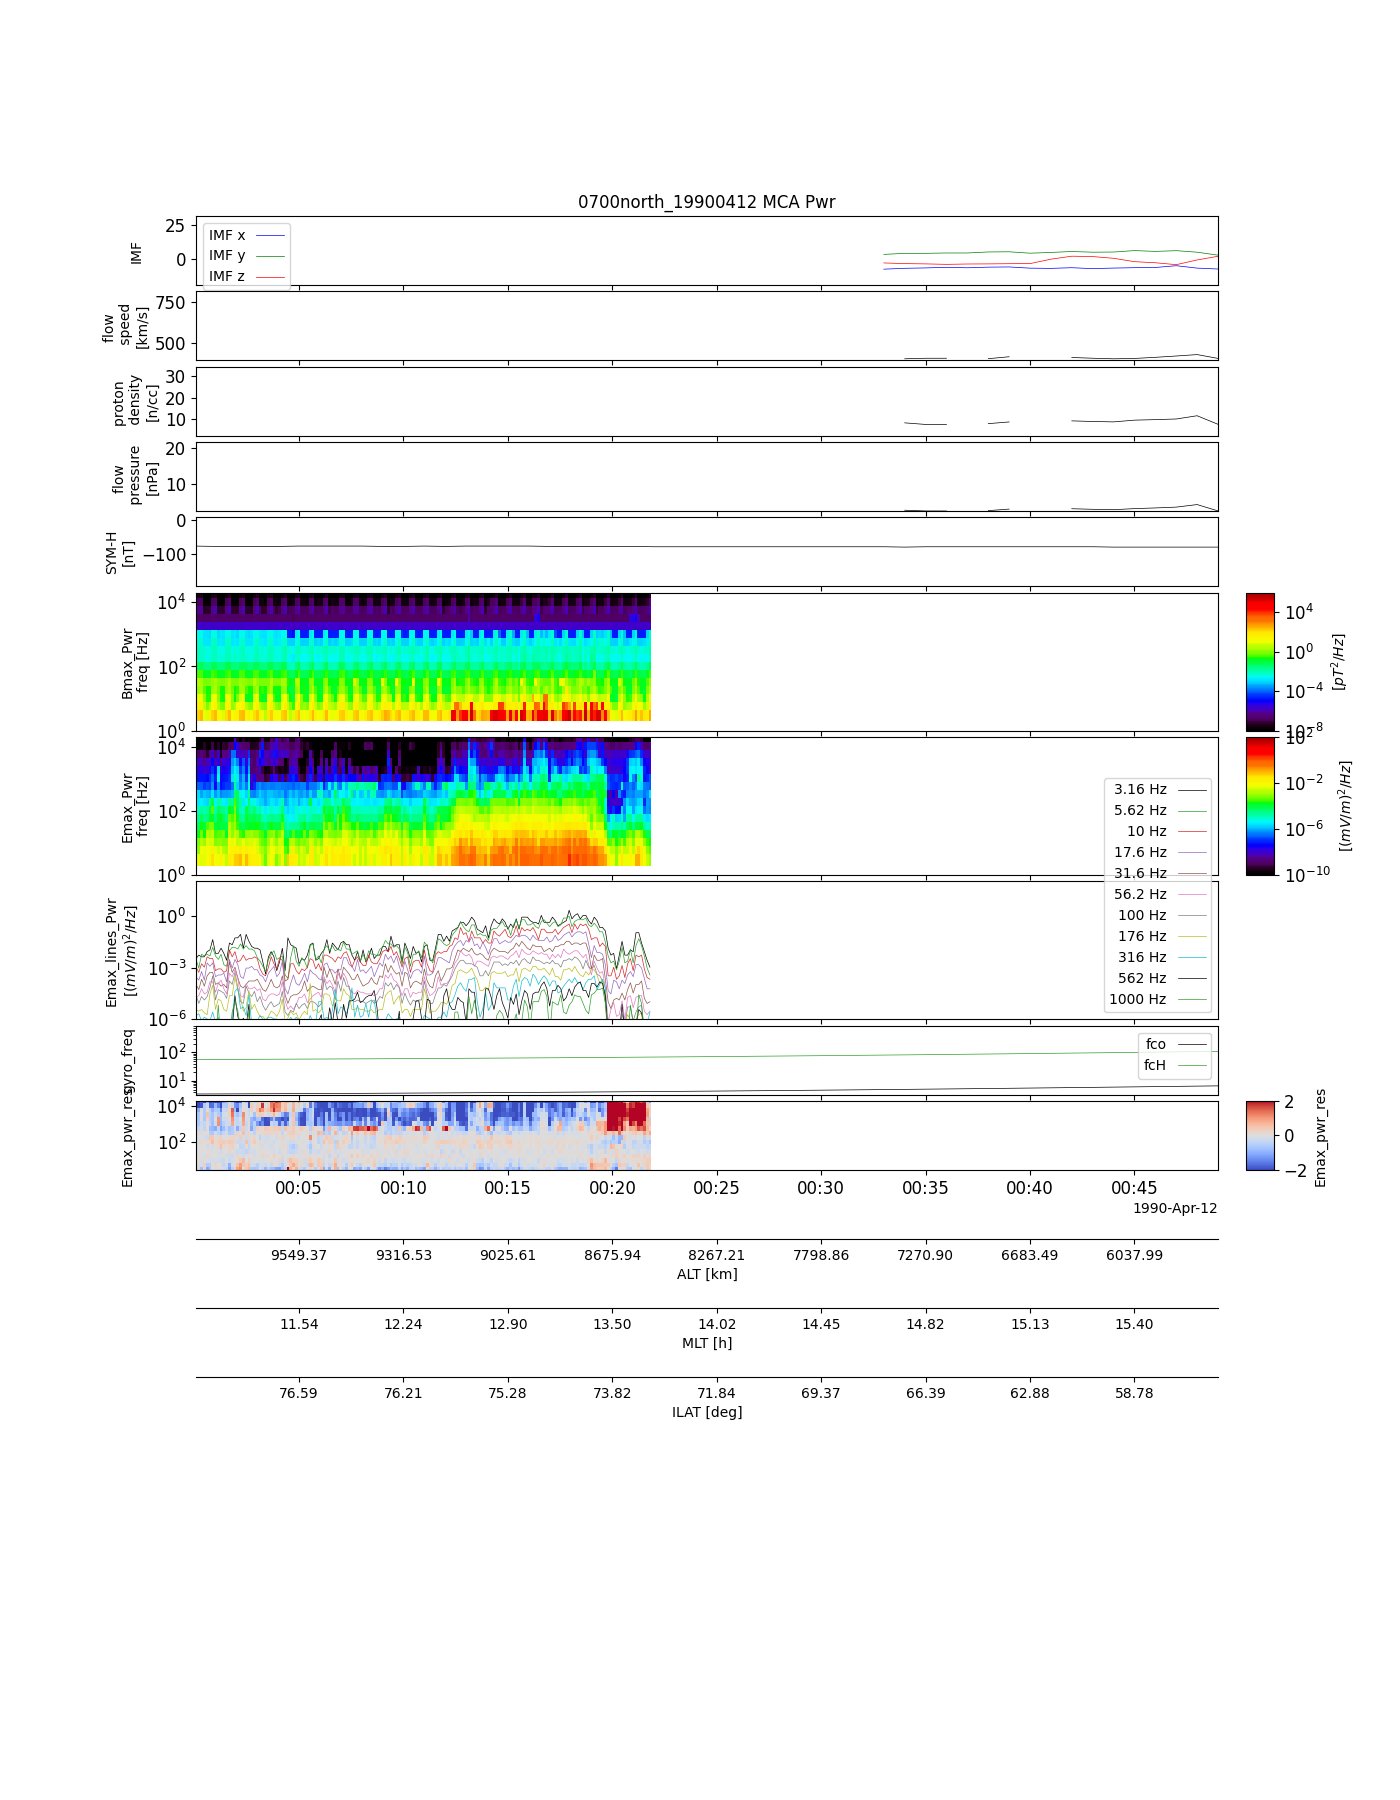 0700north_19900412 MCA Pwr
IMF
25
0
IMF x
IMF y
IMF z
flow
speed
[km/s]
750
500
proton
density
[n/cc]
30
20
10
flow
pressure
[nPa]
20
10
SYM-H
[nT]
0
−100
Bmax_Pwr
freq [Hz]
10^4
10^2
10^0
10^4
10^0
10^-4
10^-8
[pT^2/Hz]
Emax_Pwr
freq [Hz]
10^4
10^2
10^0
10^2
10^-2
10^-6
10^-10
[(mV/m)^2/Hz]
3.16 Hz
5.62 Hz
10 Hz
17.6 Hz
31.6 Hz
56.2 Hz
100 Hz
176 Hz
316 Hz
562 Hz
1000 Hz
Emax_lines_Pwr
[(mV/m)^2/Hz]
10^0
10^-3
10^-6
gyro_freq
10^2
10^1
fco
fcH
Emax_pwr_res
10^4
10^2
2
0
−2
Emax_pwr_res
00:05 00:10 00:15 00:20 00:25 00:30 00:35 00:40 00:45
1990-Apr-12
9549.37 9316.53 9025.61 8675.94 8267.21 7798.86 7270.90 6683.49 6037.99
ALT [km]
11.54 12.24 12.90 13.50 14.02 14.45 14.82 15.13 15.40
MLT [h]
76.59 76.21 75.28 73.82 71.84 69.37 66.39 62.88 58.78
ILAT [deg]